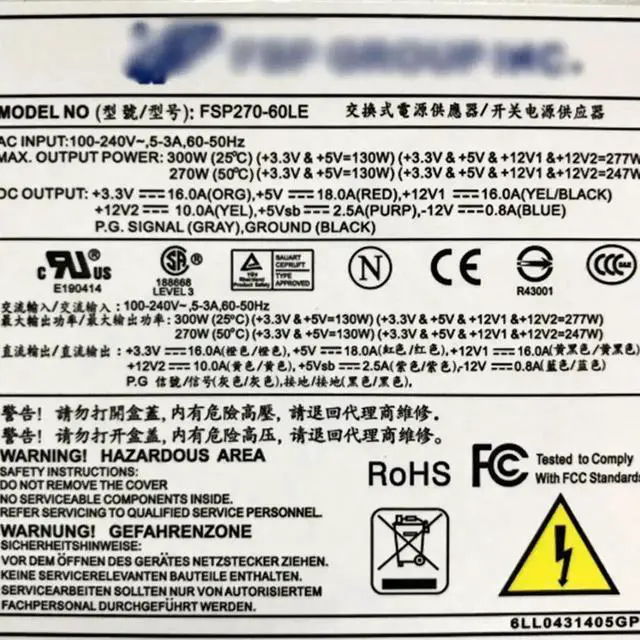 FSP GROUP INC.
MODEL NO (型號/型号): FSP270-60LE 交換式電源供應器/开关电源供应器
AC INPUT:100-240V~,5-3A,60-50Hz
MAX. OUTPUT POWER: 300W (25℃) (+3.3V & +5V=130W) (+3.3V & +5V & +12V1 &+12V2=277W
270W (50℃) (+3.3V & +5V=130W) (+3.3V & +5V & +12V1 &+12V2=247W
DC OUTPUT: +3.3V ⎓ 16.0A(ORG),+5V ⎓ 18.0A(RED),+12V1 ⎓ 16.0A(YEL/BLACK)
+12V2 ⎓ 10.0A(YEL),+5Vsb ⎓ 2.5A(PURP),-12V ⎓ 0.8A(BLUE)
P.G. SIGNAL (GRAY),GROUND (BLACK)
c RU US
E190414
SA ®
188668
LEVEL 3
TÜV
BAUART
GEPRUFT
TYPE
APPROVED
N
CE
R43001
CCC
交流輸入/交流输入: 100-240V~,5-3A,60-50Hz
最大輸出功率/最大输出功率: 300W (25℃) (+3.3V & +5V=130W) (+3.3V & +5V & +12V1 &+12V2=277W)
270W (50℃) (+3.3V & +5V=130W) (+3.3V & +5V & +12V1 &+12V2=247W)
直流輸出/直流输出: +3.3V ⎓ 16.0A(橙色/橙色), +5V ⎓ 18.0A(紅色/红色),+12V1 ⎓ 16.0A(黄黑色/黄黑色)
+12V2 ⎓ 10.0A(黄色/黄色),+5Vsb ⎓ 2.5A(紫色/紫色),-12V ⎓ 0.8A(藍色/蓝色)
P.G 信號/信号(灰色/灰色),接地/接地(黑色/黑色),
警告! 請勿打開盒蓋,内有危險高壓, 請退回代理商維修.
警告! 请勿打开盒盖,内有危险高压, 请退回代理商维修.
WARNING! HAZARDOUS AREA
SAFETY INSTRUCTIONS:
DO NOT REMOVE THE COVER
NO SERVICEABLE COMPONENTS INSIDE.
REFER SERVICING TO QUALIFIED SERVICE PERSONNEL.
RoHS
FC Tested to Comply
With FCC Standards
WARNUNG! GEFAHRENZONE
SICHERHEITSHINWEISE:
VOR DEM ÖFFNEN DES GERÄTES NETZSTECKER ZIEHEN
KEINE SERVICERELEVANTEN BAUTEILE ENTHALTEN.
SERVICEARBEITEN SOLLTEN NUR VON AUTORISIERTEM
FACHPERSONAL DURCHGEFÜHRT WERDEN.
6LL0431405GP